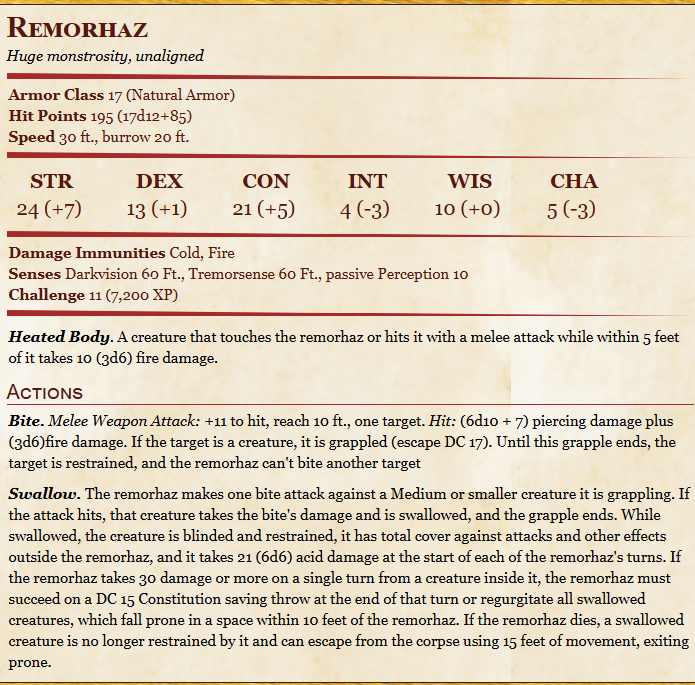 Remorhaz
Huge monstrosity, unaligned
Armor Class 17 (Natural Armor)
Hit Points 195 (17d12+85)
Speed 30 ft., burrow 20 ft.
STR DEX CON INT WIS CHA
24 (+7) 13 (+1) 21 (+5) 4 (-3) 10 (+0) 5 (-3)
Damage Immunities Cold, Fire
Senses Darkvision 60 Ft., Tremorsense 60 Ft., passive Perception 10
Challenge 11 (7,200 XP)
Heated Body. A creature that touches the remorhaz or hits it with a melee attack while within 5 feet
of it takes 10 (3d6) fire damage.
Actions
Bite. Melee Weapon Attack: +11 to hit, reach 10 ft., one target. Hit: (6d10 + 7) piercing damage plus
(3d6)fire damage. If the target is a creature, it is grappled (escape DC 17). Until this grapple ends, the
target is restrained, and the remorhaz can't bite another target
Swallow. The remorhaz makes one bite attack against a Medium or smaller creature it is grappling. If
the attack hits, that creature takes the bite's damage and is swallowed, and the grapple ends. While
swallowed, the creature is blinded and restrained, it has total cover against attacks and other effects
outside the remorhaz, and it takes 21 (6d6) acid damage at the start of each of the remorhaz's turns. If
the remorhaz takes 30 damage or more on a single turn from a creature inside it, the remorhaz must
succeed on a DC 15 Constitution saving throw at the end of that turn or regurgitate all swallowed
creatures, which fall prone in a space within 10 feet of the remorhaz. If the remorhaz dies, a swallowed
creature is no longer restrained by it and can escape from the corpse using 15 feet of movement, exiting
prone.